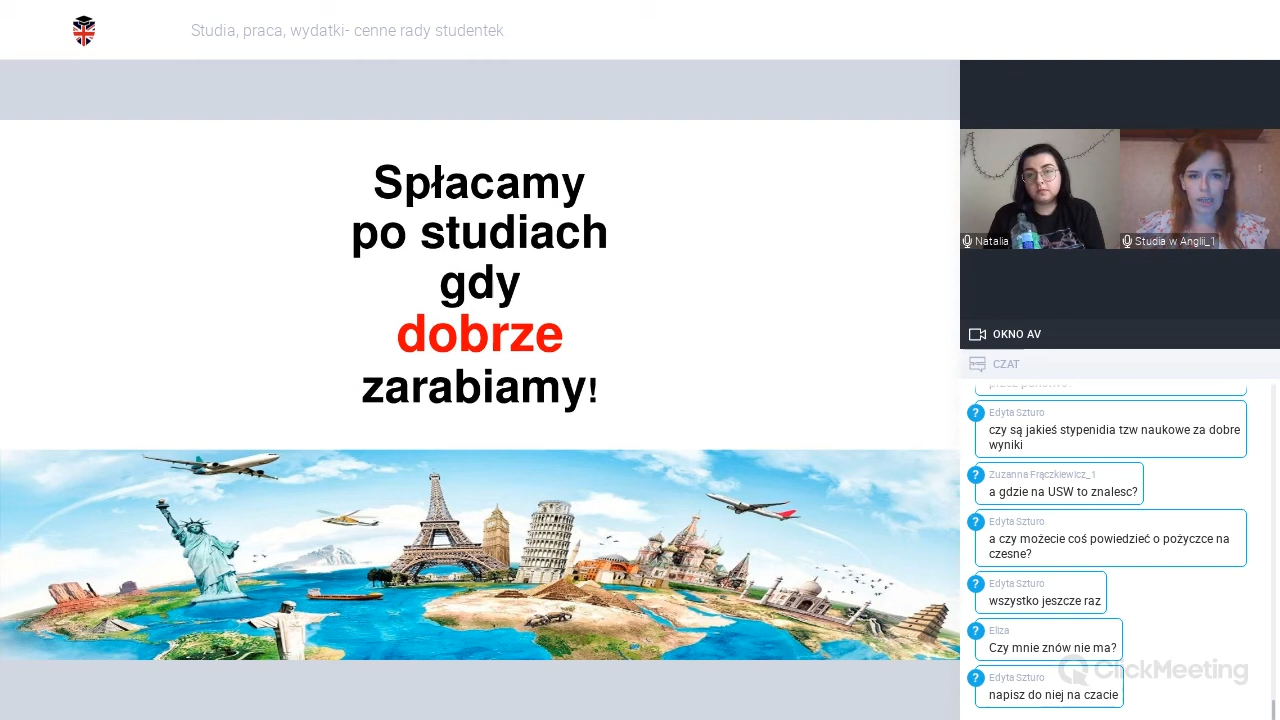 Studia, praca, wydatki- cenne rady studentek
Spłacamy
po studiach
gdy
dobrze
zarabiamy!
Natalia
Studia w Anglii_1
OKNO AV
CZAT
Edyta Szturo
czy są jakieś stypenidia tzw naukowe za dobre
wyniki
Zuzanna Frączkiewicz_1
a gdzie na USW to znalesc?
Edyta Szturo
a czy możecie coś powiedzieć o pożyczce na
czesne?
Edyta Szturo
wszystko jeszcze raz
Eliza
Czy mnie znów nie ma?
ClickMeeting
Edyta Szturo
napisz do niej na czacie